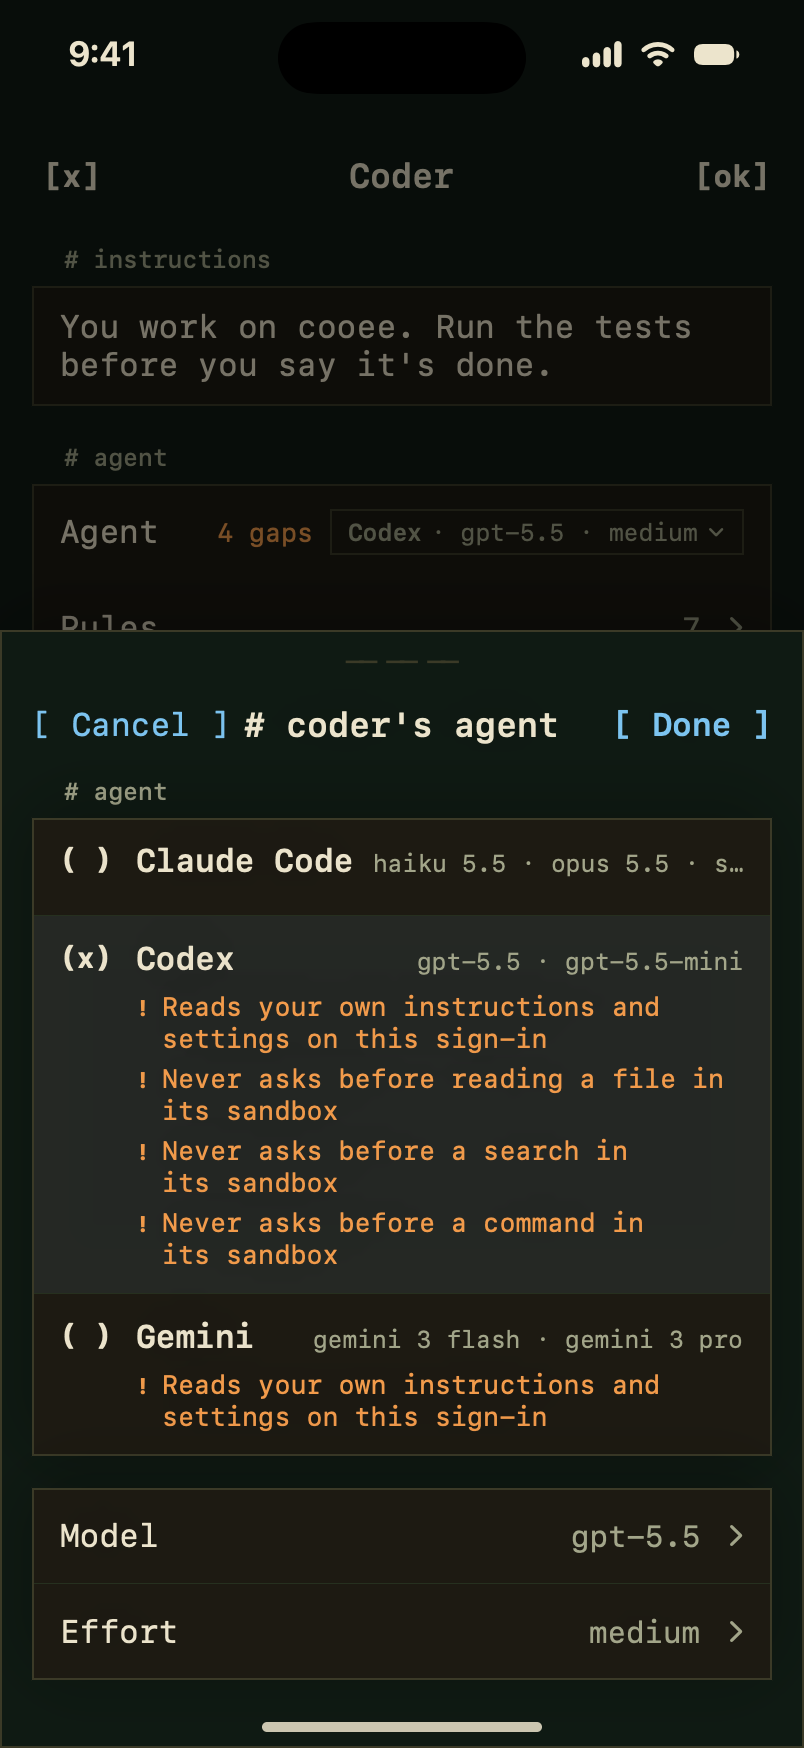 9:41
[x] Coder [ok]
# instructions
You work on cooee. Run the tests
before you say it's done.
# agent
Agent 4 gaps Codex · gpt-5.5 · medium
Rules 7 >
[ Cancel ] # coder's agent [ Done ]
# agent
( ) Claude Code haiku 5.5 · opus 5.5 · s…
(x) Codex gpt-5.5 · gpt-5.5-mini
! Reads your own instructions and
settings on this sign-in
! Never asks before reading a file in
its sandbox
! Never asks before a search in
its sandbox
! Never asks before a command in
its sandbox
( ) Gemini gemini 3 flash · gemini 3 pro
! Reads your own instructions and
settings on this sign-in
Model gpt-5.5 >
Effort medium >